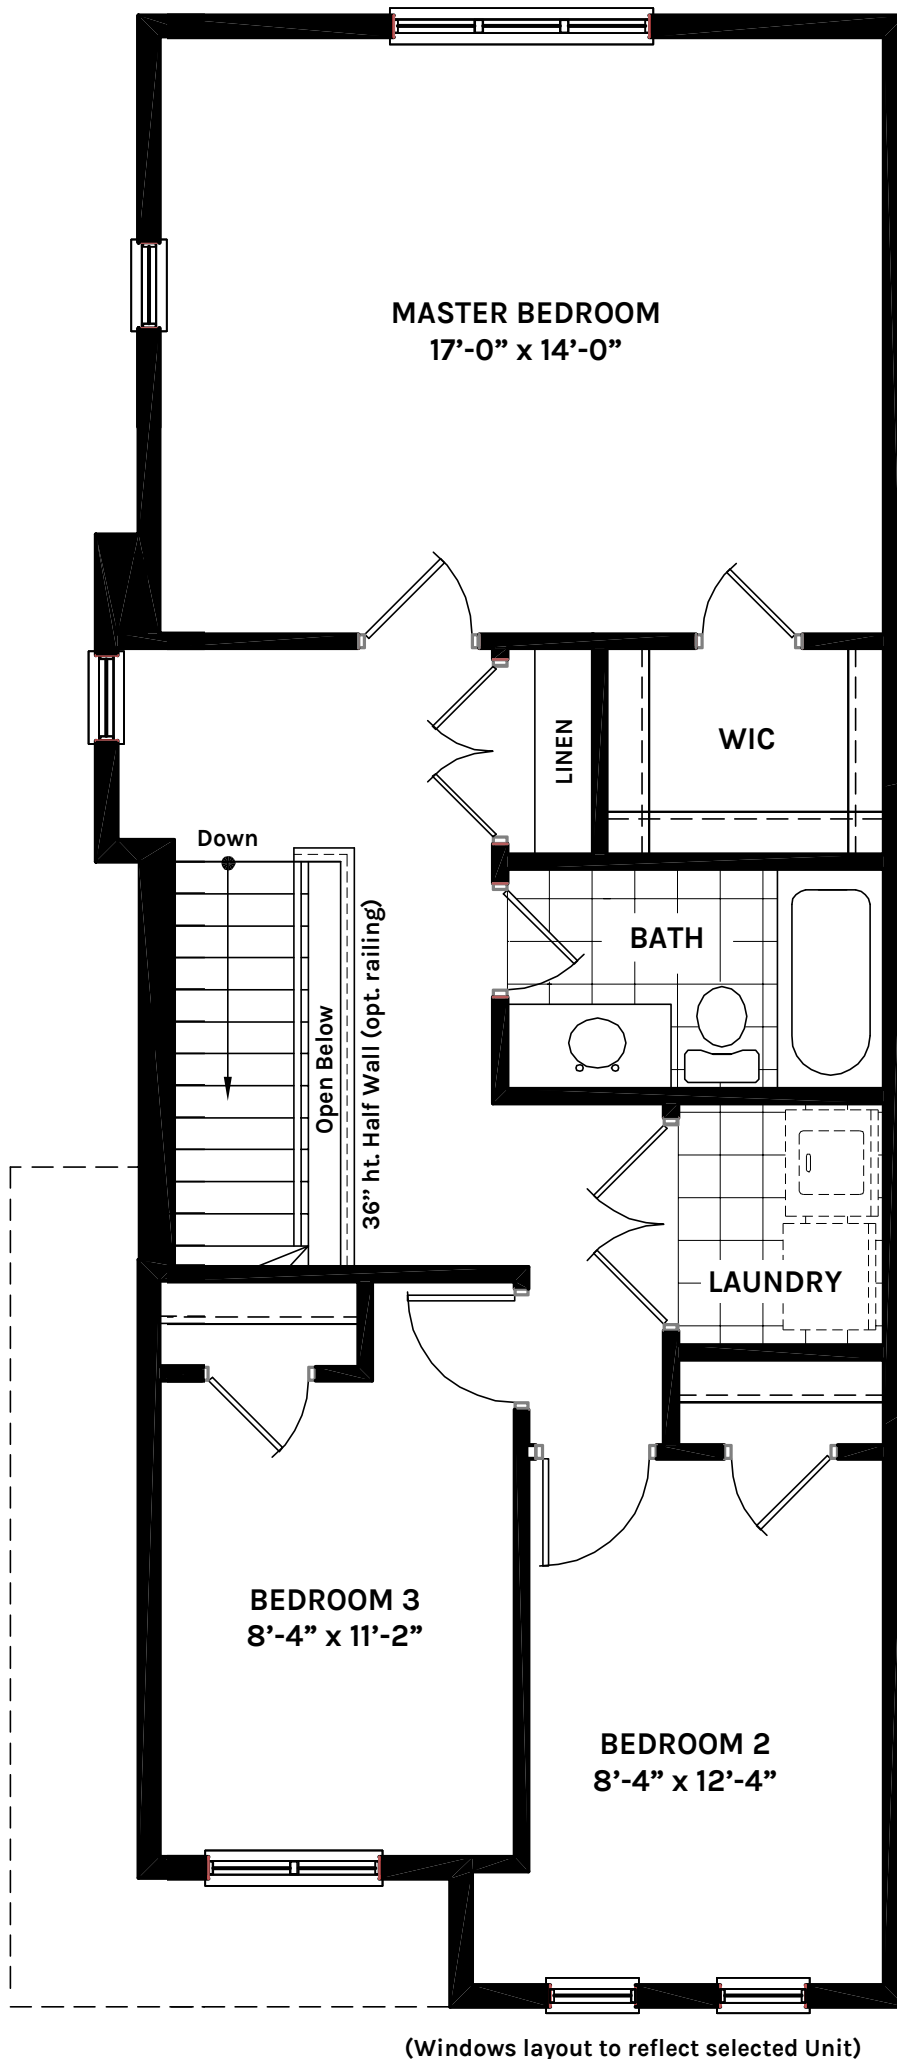 MASTER BEDROOM
17’-0” x 14’-0”
LINEN
WIC
Down
BATH
Open Below
36” ht. Half Wall (opt. railing)
LAUNDRY
BEDROOM 3
8’-4” x 11’-2”
BEDROOM 2
8’-4” x 12’-4”
(Windows layout to reflect selected Unit)